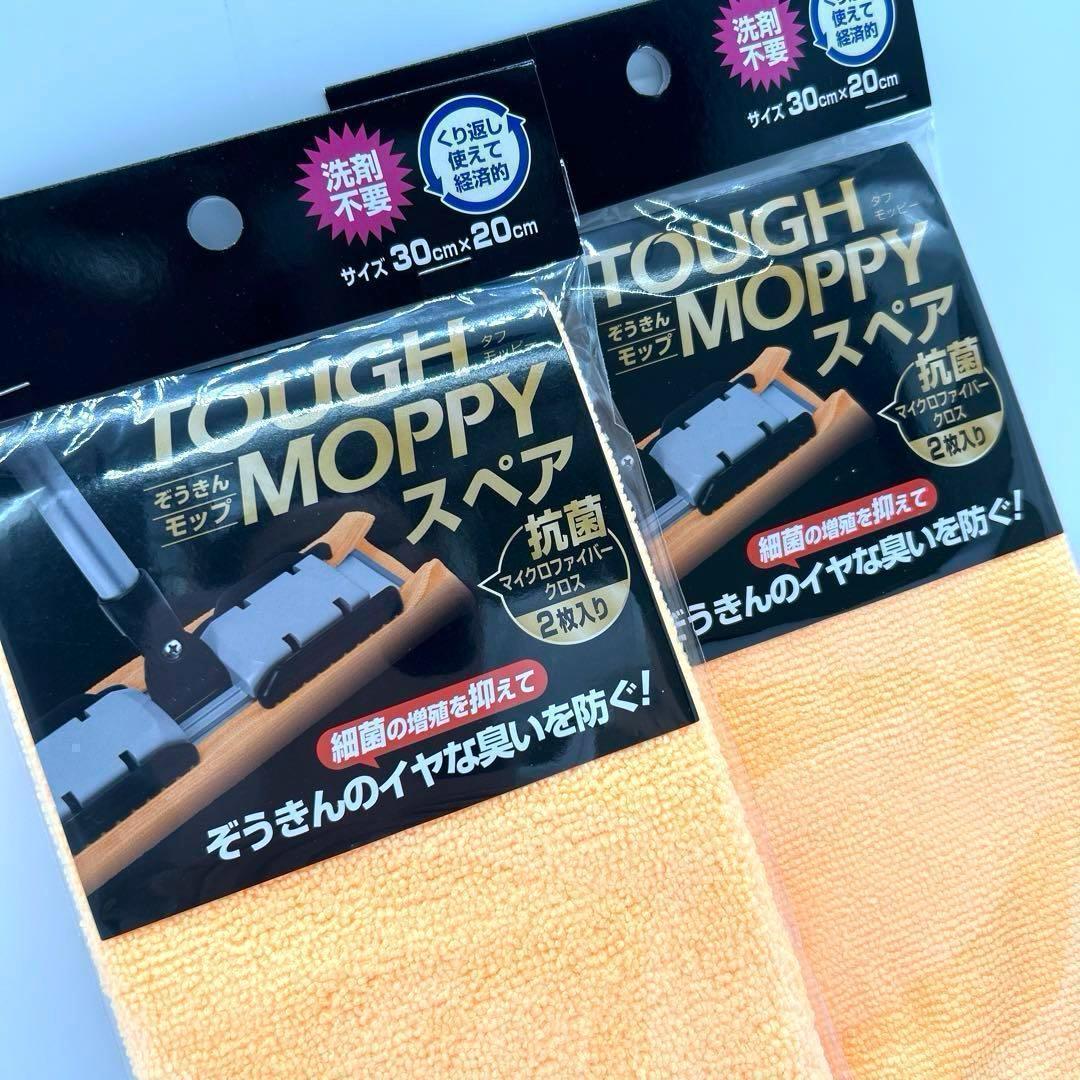 洗剤
不要
くり返し
使えて
経済的
サイズ 30cm×20cm
TOUGH
タフ
モッピー
ぞうきん
モップ
MOPPY
スペア
抗菌
マイクロファイバー
クロス
2枚入り
細菌の増殖を抑えて
ぞうきんのイヤな臭いを防ぐ!
洗剤
不要
使えて
経済的
サイズ 30cm×20cm
TOUGH
タフ
モッピー
ぞうきん
モップ
MOPPY
スペア
抗菌
マイクロファイバー
クロス
2枚入り
細菌の増殖を抑えて
ぞうきんのイヤな臭いを防ぐ!